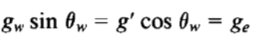 g_w sin θ_w = g′ cos θ_w = g_e